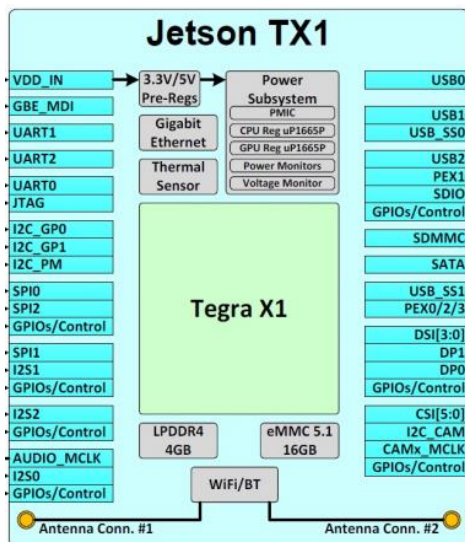 Jetson TX1
VDD_IN
GBE_MDI
UART1
UART2
UART0
JTAG
I2C_GP0
I2C_GP1
I2C_PM
SPI0
SPI2
GPIOs/Control
SPI1
I2S1
GPIOs/Control
I2S2
GPIOs/Control
AUDIO_MCLK
I2S0
GPIOs/Control
3.3V/5V
Pre-Regs
Gigabit
Ethernet
Thermal
Sensor
Power
Subsystem
PMIC
CPU Reg uP1665P
GPU Reg uP1665P
Power Monitors
Voltage Monitor
Tegra X1
LPDDR4
4GB
eMMC 5.1
16GB
WiFi/BT
Antenna Conn. #1
Antenna Conn. #2
USB0
USB1
USB_SS0
USB2
PEX1
SDIO
GPIOs/Control
SDMMC
SATA
USB_SS1
PEX0/2/3
DSI[3:0]
DP1
DP0
GPIOs/Control
CSI[5:0]
I2C_CAM
CAMx_MCLK
GPIOs/Control